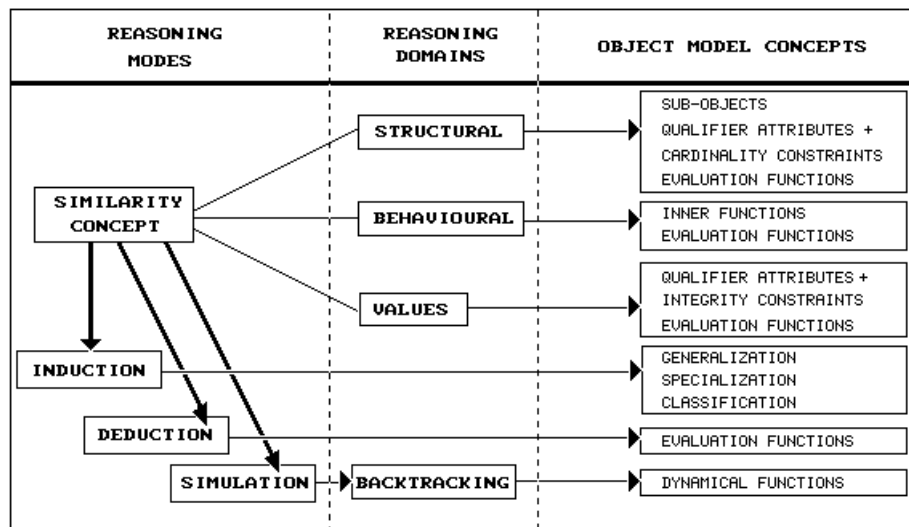 REASONING
MODES
REASONING
DOMAINS
OBJECT MODEL CONCEPTS
SUB-OBJECTS
STRUCTURAL
QUALIFIER ATTRIBUTES +
CARDINALITY CONSTRAINTS
EVALUATION FUNCTIONS
SIMILARITY
CONCEPT
BEHAVIOURAL
INNER FUNCTIONS
EVALUATION FUNCTIONS
VALUES
QUALIFIER ATTRIBUTES +
INTEGRITY CONSTRAINTS
EVALUATION FUNCTIONS
INDUCTION
GENERALIZATION
SPECIALIZATION
CLASSIFICATION
DEDUCTION
EVALUATION FUNCTIONS
SIMULATION
BACKTRACKING
DYNAMICAL FUNCTIONS